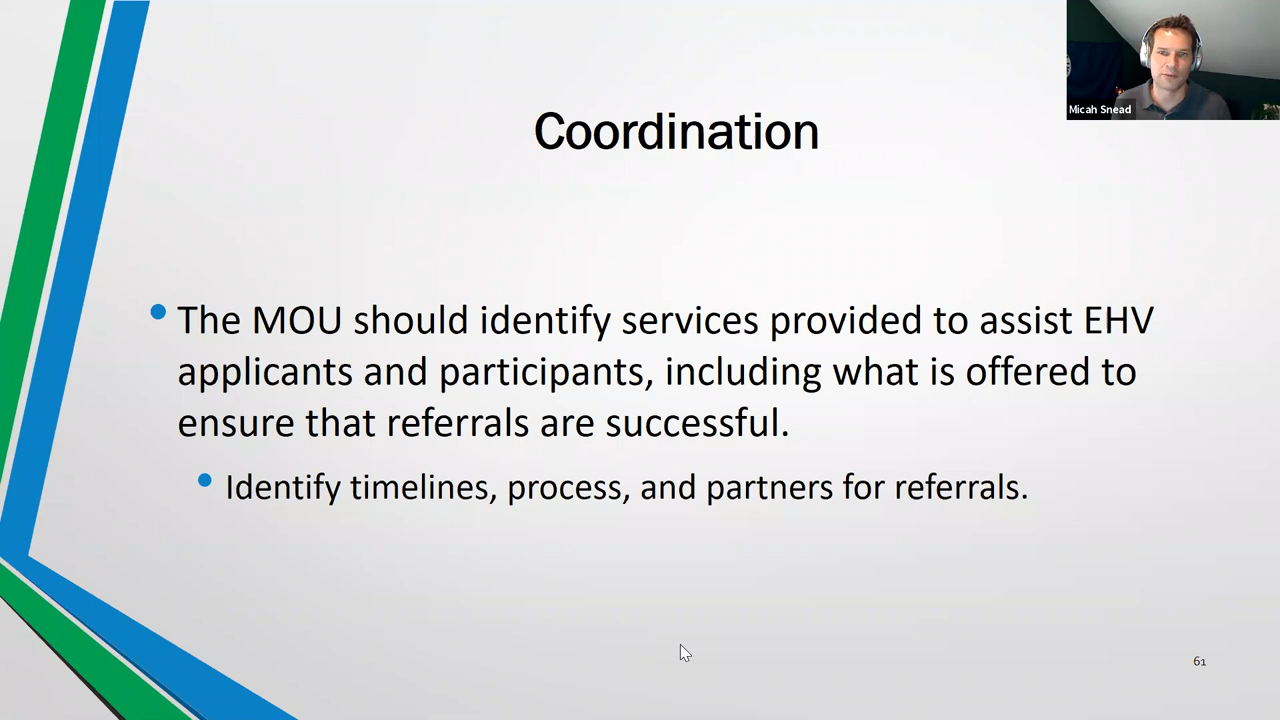 Micah Snead
Coordination
• The MOU should identify services provided to assist EHV
applicants and participants, including what is offered to
ensure that referrals are successful.
• Identify timelines, process, and partners for referrals.
61